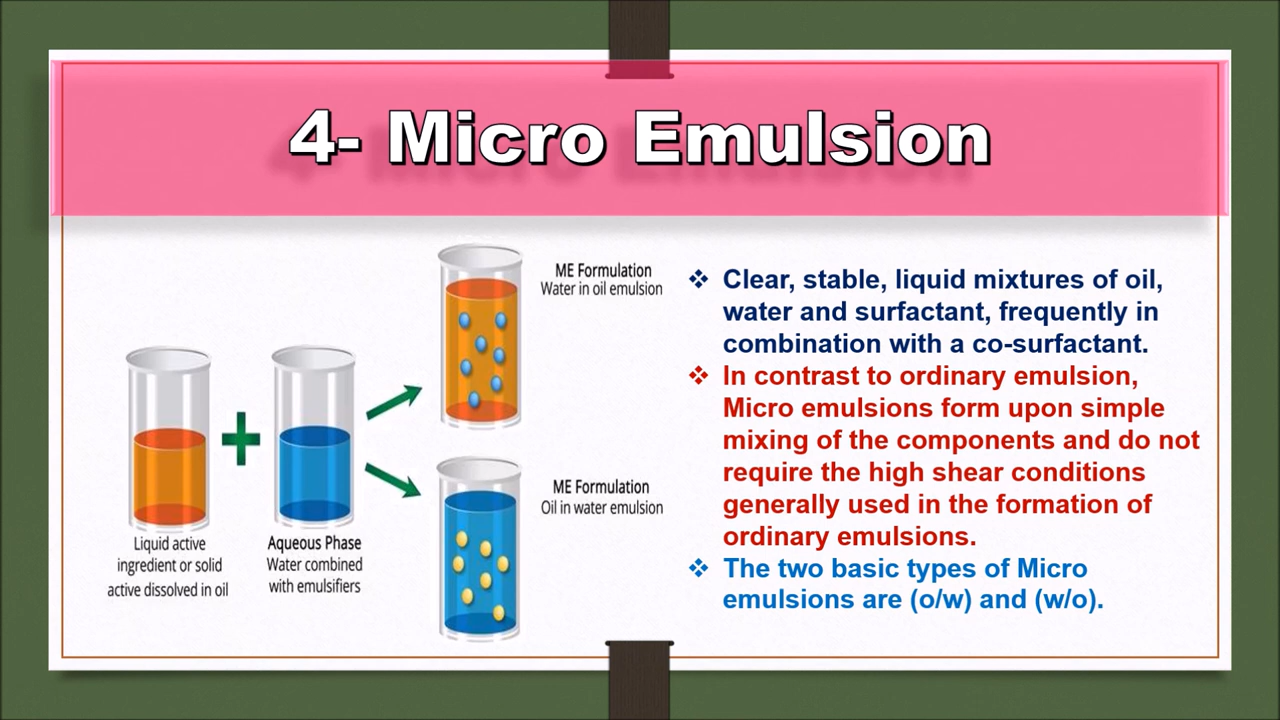 4- Micro Emulsion
ME Formulation
Water in oil emulsion
Liquid active
ingredient or solid
active dissolved in oil
Aqueous Phase
Water combined
with emulsifiers
ME Formulation
Oil in water emulsion
❖ Clear, stable, liquid mixtures of oil,
water and surfactant, frequently in
combination with a co-surfactant.
❖ In contrast to ordinary emulsion,
Micro emulsions form upon simple
mixing of the components and do not
require the high shear conditions
generally used in the formation of
ordinary emulsions.
❖ The two basic types of Micro
emulsions are (o/w) and (w/o).